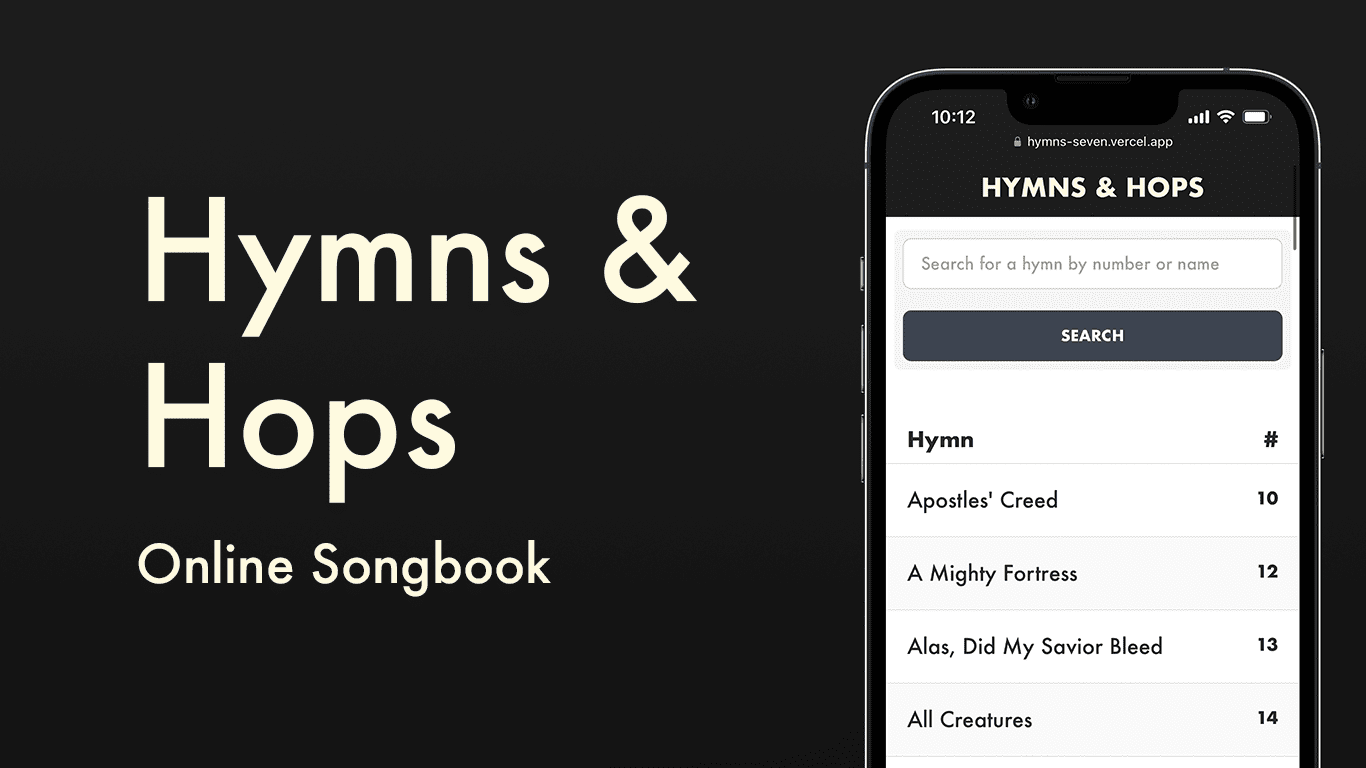 Hymns &
Hops
Online Songbook
10:12
hymns-seven.vercel.app
HYMNS & HOPS
Search for a hymn by number or name
SEARCH
Hymn #
Apostles' Creed 10
A Mighty Fortress 12
Alas, Did My Savior Bleed 13
All Creatures 14